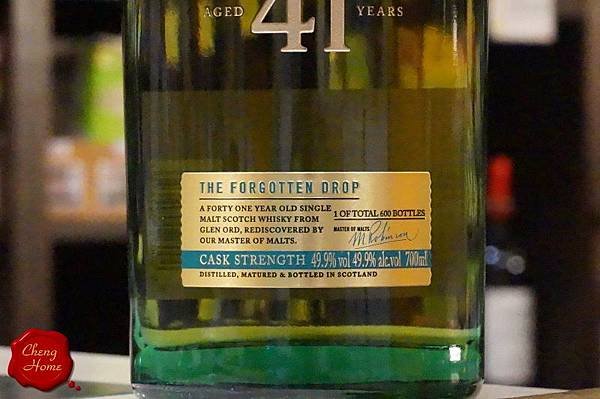 AGED 41 YEARS
THE FORGOTTEN DROP
A FORTY ONE YEAR OLD SINGLE
MALT SCOTCH WHISKY FROM
GLEN ORD, REDISCOVERED BY
OUR MASTER OF MALTS.
1 OF TOTAL 600 BOTTLES
MASTER OF MALTS.
M Robinson
CASK STRENGTH 49.9% vol 49.9% alc.vol 700ml
DISTILLED, MATURED & BOTTLED IN SCOTLAND
Cheng
Home